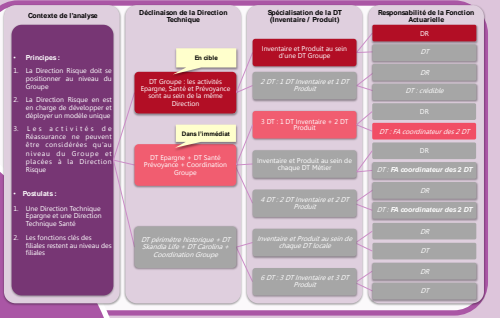 Contexte de l'analyse
• Principes :
1. La Direction Risque doit se
positionner au niveau du
Groupe
2. La Direction Risque en est
en charge de développer et
déployer un modèle unique
3. Les activités de
Réassurance ne peuvent
être considérées qu'au
niveau du Groupe et
placées à la Direction
Risque
• Postulats :
1. Une Direction Technique
Epargne et une Direction
Technique Santé
2. Les fonctions clés des
filiales restent au niveau des
filiales
Déclinaison de la Direction
Technique
En cible
DT Groupe : les activités
Epargne, Santé et Prévoyance
sont au sein de la même
Direction
Dans l'immédiat
DT Epargne + DT Santé
Prévoyance + Coordination
Groupe
DT périmètre historique + DT
Skandia Life + DT Carolina +
Coordination Groupe
Spécialisation de la DT
(Inventaire / Produit)
Inventaire et Produit au sein
d'une DT Groupe
2 DT : 1 DT Inventaire et 1 DT
Produit
3 DT : 1 DT Inventaire + 2 DT
Produit
Inventaire et Produit au sein de
chaque DT Métier
4 DT : 2 DT Inventaire et 2 DT
Produit
Inventaire et Produit au sein de
chaque DT locale
6 DT : 3 DT Inventaire et 3 DT
Produit
Responsabilité de la Fonction
Actuarielle
DR
DT
DR
DT : crédible
DR
DT : FA coordinateur des 2 DT
DR
DT : FA coordinateur des 2 DT
DR
DT : FA coordinateur des 2 DT
DR
DT
DR
DT